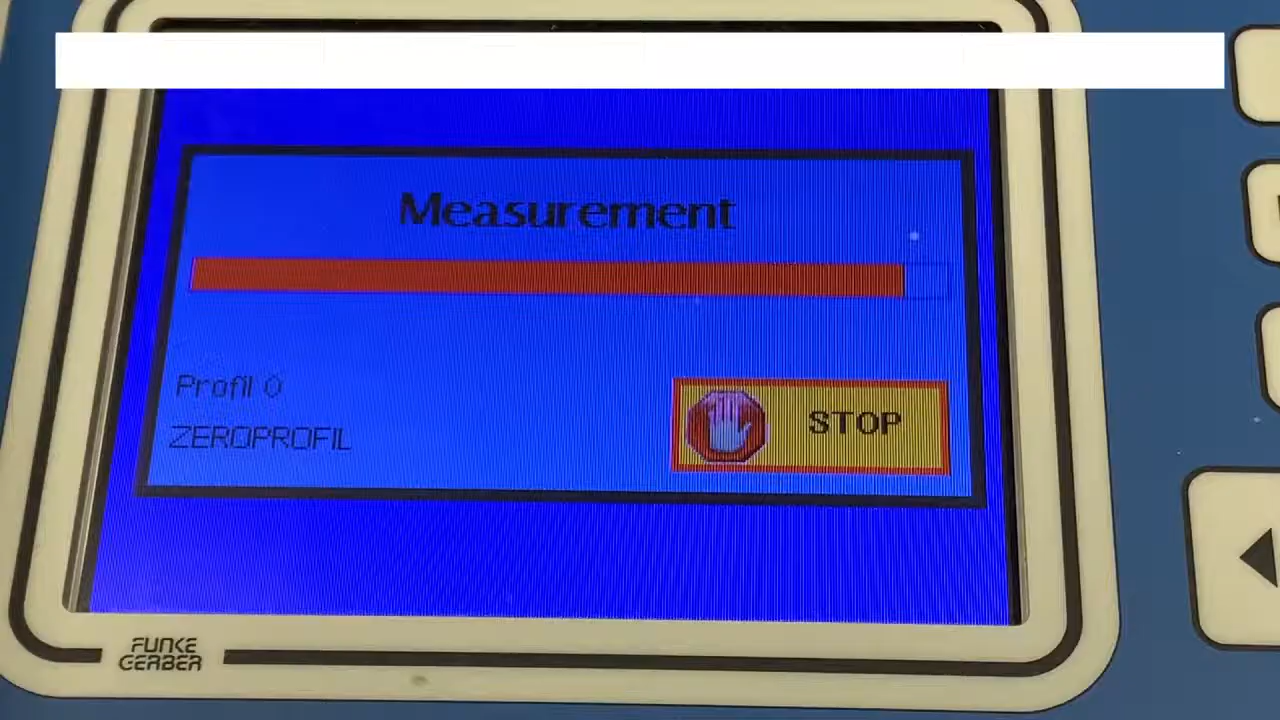 Measurement
Profil 0
ZEROPROFIL
STOP
FUNKE
GERBER